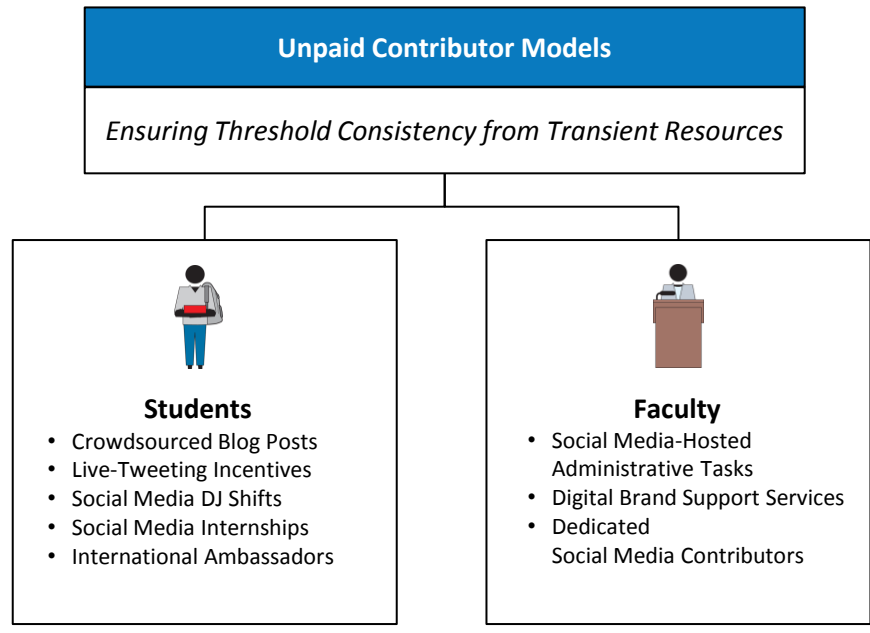 Unpaid Contributor Models
Ensuring Threshold Consistency from Transient Resources
Students
• Crowdsourced Blog Posts
• Live-Tweeting Incentives
• Social Media DJ Shifts
• Social Media Internships
• International Ambassadors
Faculty
• Social Media-Hosted
Administrative Tasks
• Digital Brand Support Services
• Dedicated
Social Media Contributors